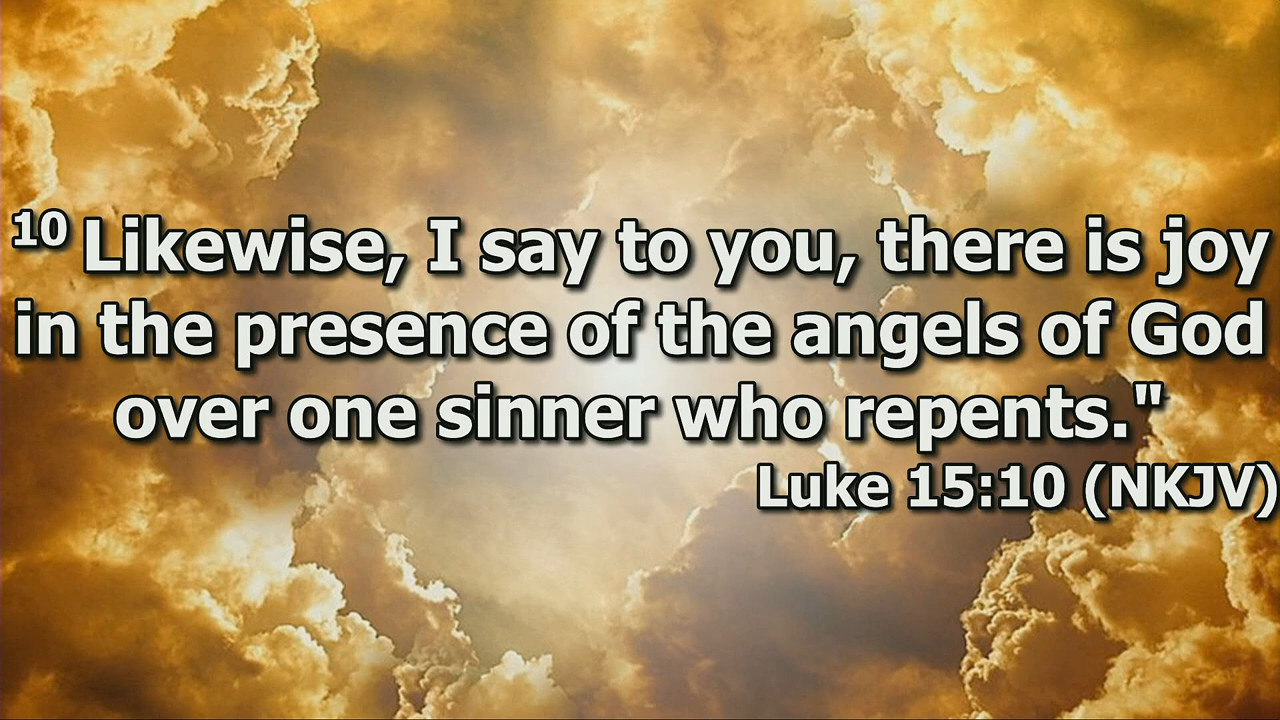 10 Likewise, I say to you, there is joy
in the presence of the angels of God
over one sinner who repents."
Luke 15:10 (NKJV)